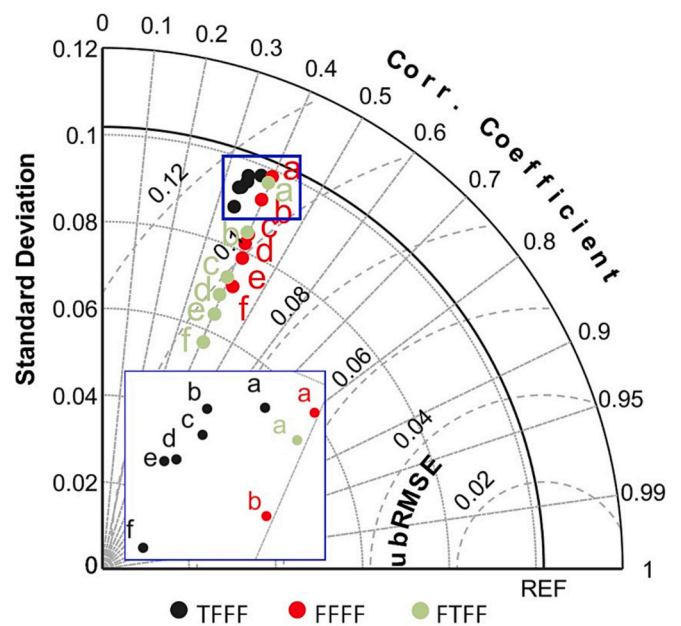 0 0.1 0.2 0.3 0.4 0.5 0.6 0.7 0.8 0.9 0.95 0.99 1
Corr. Coefficient
Standard Deviation
0.12
0.1
0.08
0.06
0.04
0.02
0
0.12
0.1
0.08
0.06
0.04
0.02
ubRMSE
a
a
b
b
c
d
c
e
d
f
e
f
b a a
c a
d
e
b
f
REF
TFFF FFFF FTFF